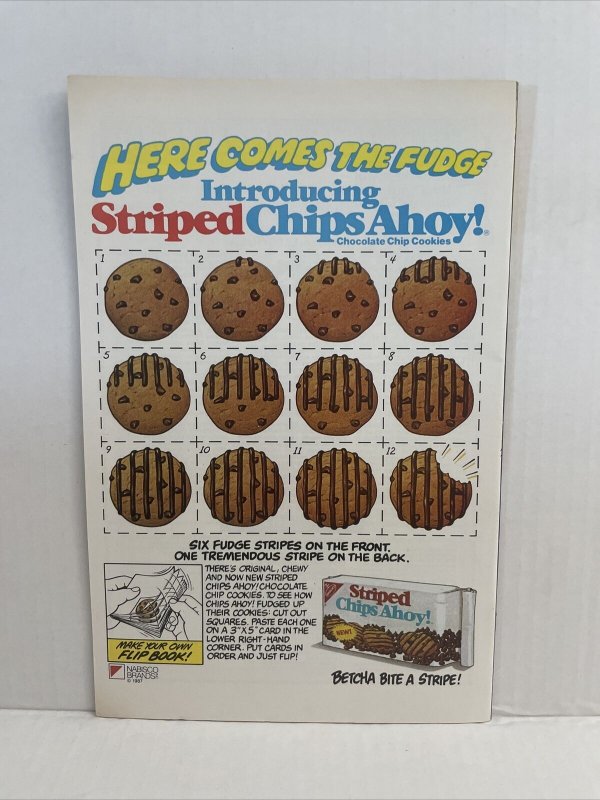 HERE COMES THE FUDGE
Introducing
Striped Chips Ahoy!®
Chocolate Chip Cookies
1 2 3 4
5 6 7 8
9 10 11 12
SIX FUDGE STRIPES ON THE FRONT.
ONE TREMENDOUS STRIPE ON THE BACK.
THERE'S ORIGINAL, CHEWY
AND NOW NEW STRIPED
CHIPS AHOY! CHOCOLATE
CHIP COOKIES. TO SEE HOW
CHIPS AHOY! FUDGED UP
THEIR COOKIES: CUT OUT
SQUARES. PASTE EACH ONE
ON A 3" X 5" CARD IN THE
LOWER RIGHT-HAND
CORNER. PUT CARDS IN
ORDER AND JUST FLIP!
MAKE YOUR OWN
FLIP BOOK!
NABISCO
BRANDS
© 1987
Striped
Chips Ahoy!
NEW!
BETCHA BITE A STRIPE!